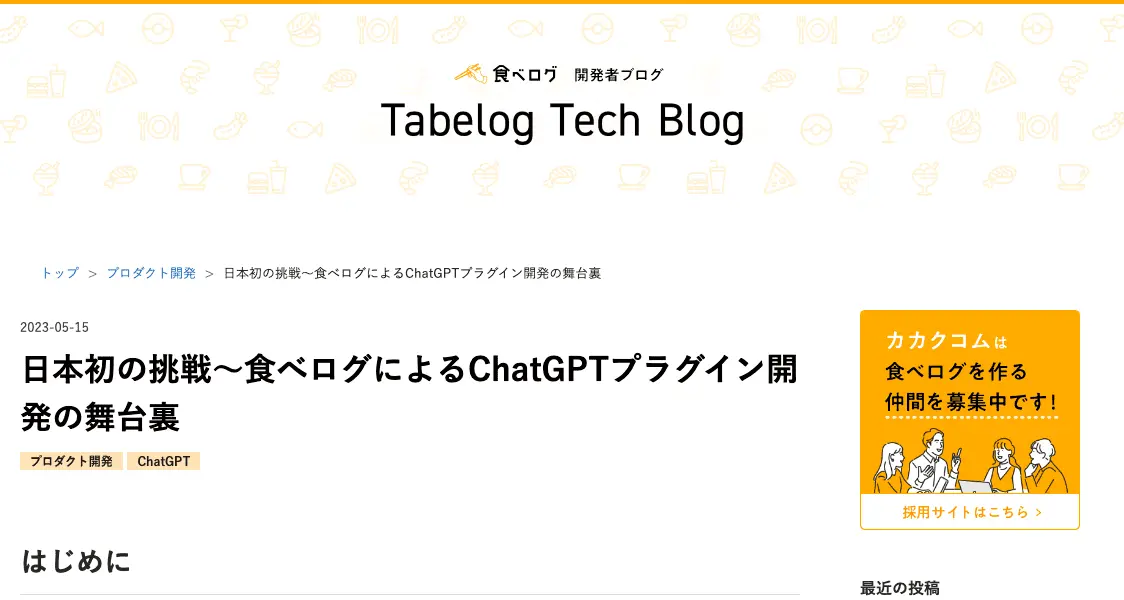 食べログ 開発者ブログ
Tabelog Tech Blog
トップ > プロダクト開発 > 日本初の挑戦〜食べログによるChatGPTプラグイン開発の舞台裏
2023-05-15
日本初の挑戦〜食べログによるChatGPTプラグイン開
発の舞台裏
プロダクト開発 ChatGPT
はじめに
カカクコムは
食べログを作る
仲間を募集中です!
採用サイトはこちら >
最近の投稿